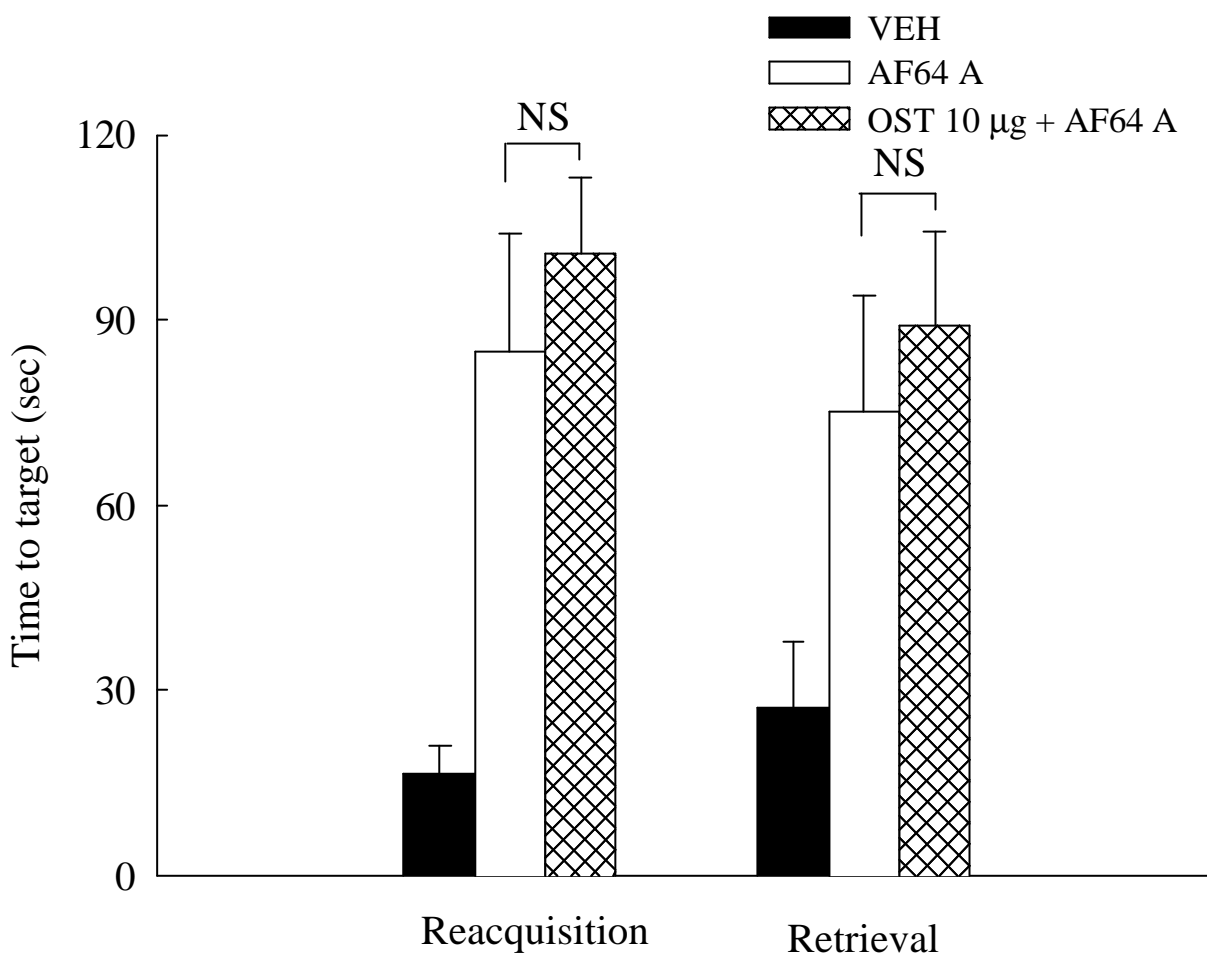 VEH
AF64 A
OST 10 μg + AF64 A
NS
NS
120
90
60
30
0
Time to target (sec)
Reacquisition
Retrieval